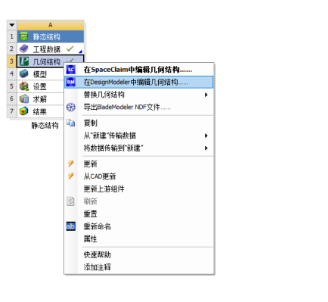 A
1 静态结构
2 工程数据
3 几何结构
4 模型
5 设置
6 求解
7 结果
静态结构
在SpaceClaim中编辑几何结构……
在DesignModeler中编辑几何结构……
替换几何结构
导出BladeModeler NDF文件……
复制
从"新建"传输数据
将数据传输到"新建"
更新
从CAD更新
更新上游组件
刷新
重置
重新命名
属性
快速帮助
添加注释